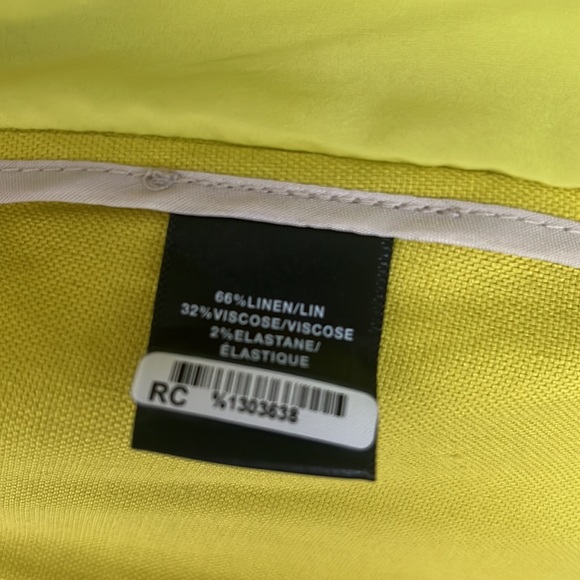 66%LINEN/LIN
32%VISCOSE/VISCOSE
2%ELASTANE/
ÉLASTIQUE
RC %1303638